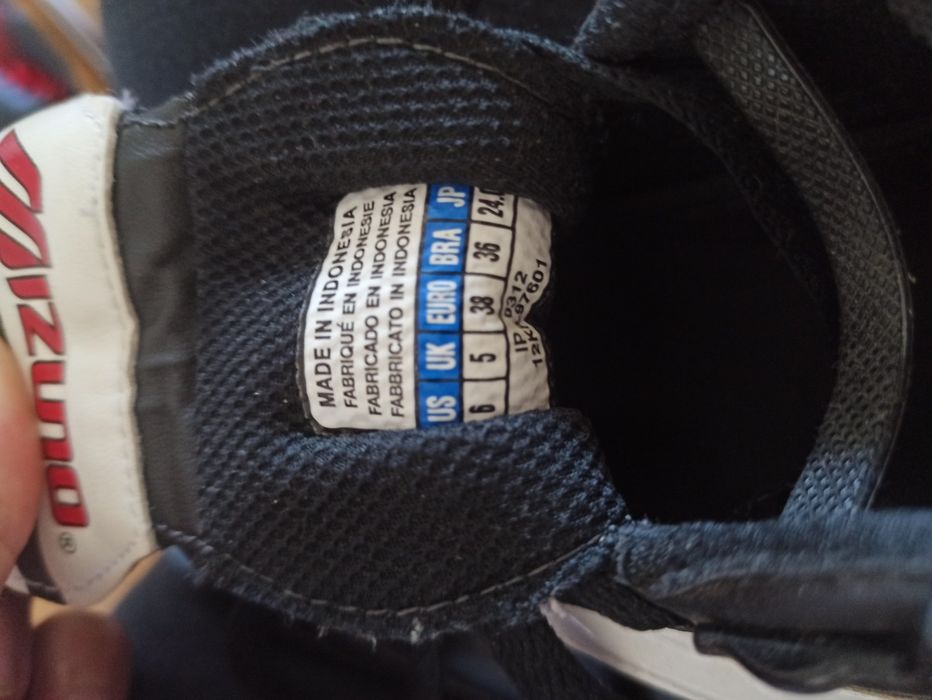 mizuno®
MADE IN INDONESIA
FABRIQUÉ EN INDONESIE
FABRICADO EN INDONESIA
FABBRICATO IN INDONESIA
US UK EURO BRA JP
6 5 38 36